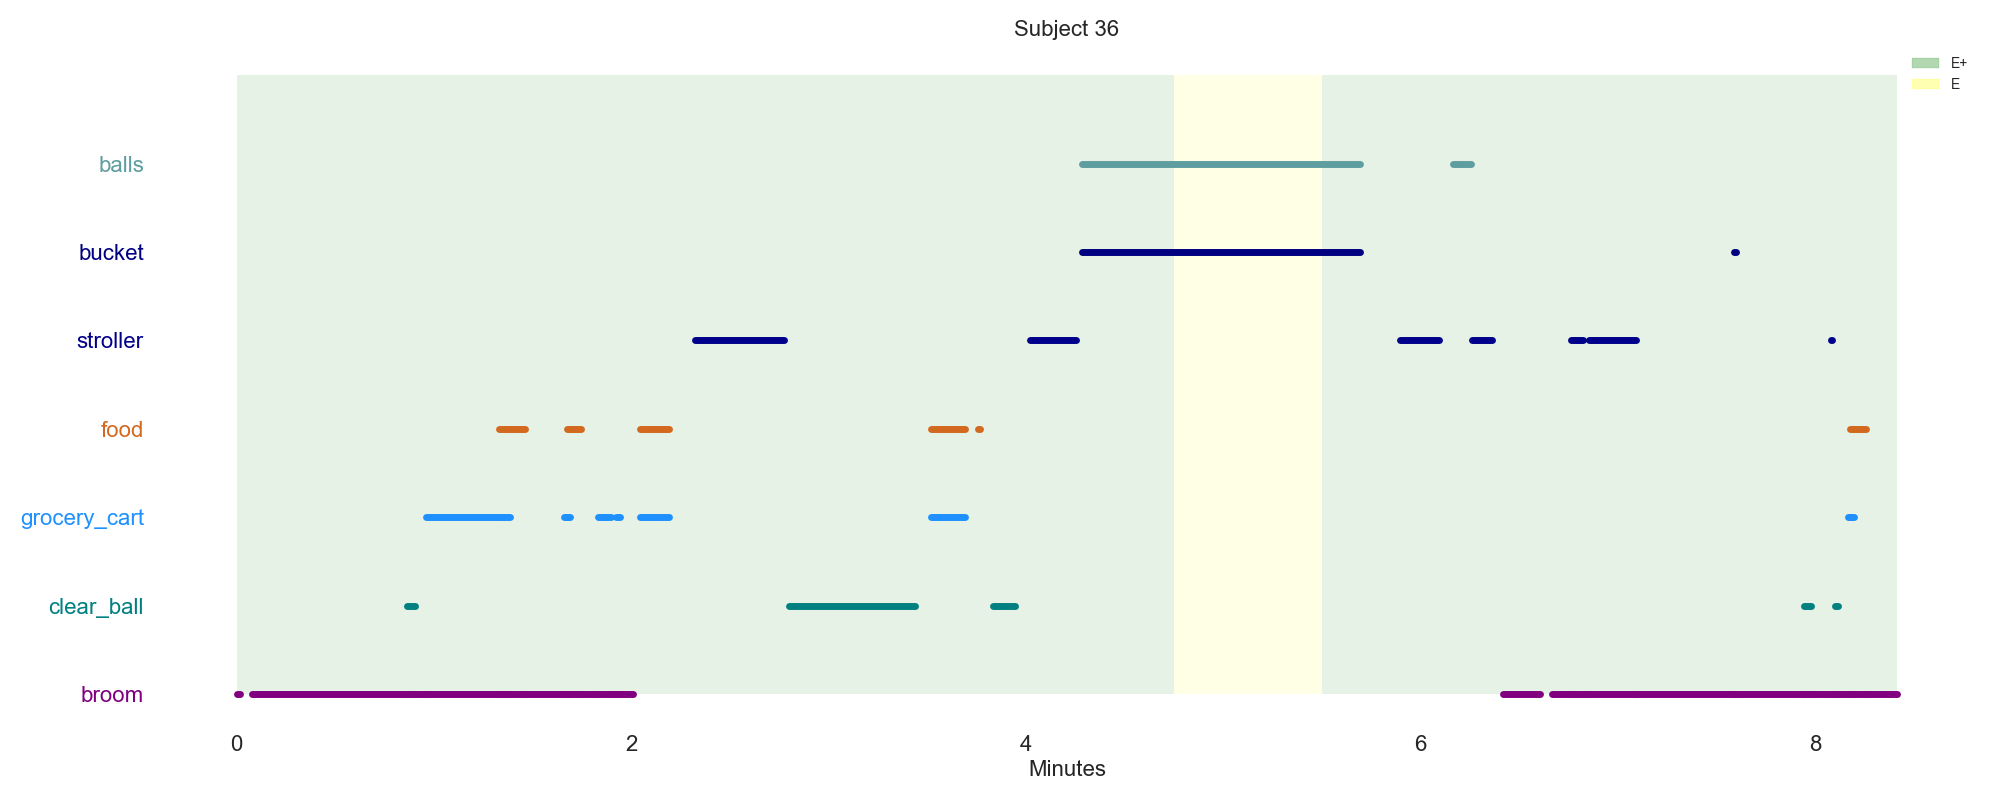 Subject 36
E+
E
balls
bucket
stroller
food
grocery_cart
clear_ball
broom
0 2 4 6 8
Minutes